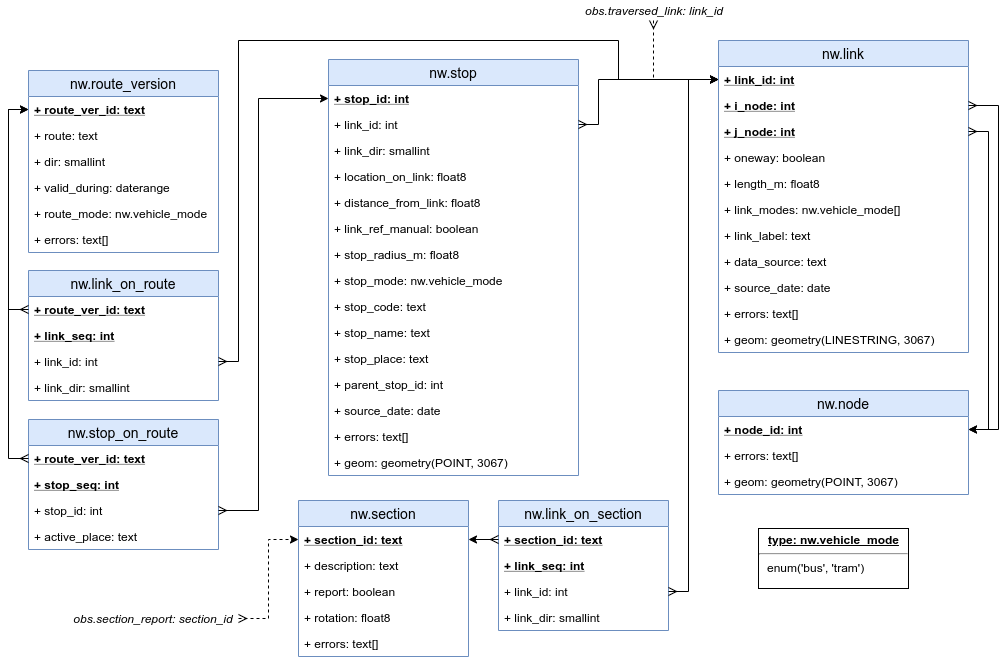 obs.traversed_link: link_id
nw.route_version
+ route_ver_id: text
+ route: text
+ dir: smallint
+ valid_during: daterange
+ route_mode: nw.vehicle_mode
+ errors: text[]
nw.link_on_route
+ route_ver_id: text
+ link_seq: int
+ link_id: int
+ link_dir: smallint
nw.stop_on_route
+ route_ver_id: text
+ stop_seq: int
+ stop_id: int
+ active_place: text
nw.stop
+ stop_id: int
+ link_id: int
+ link_dir: smallint
+ location_on_link: float8
+ distance_from_link: float8
+ link_ref_manual: boolean
+ stop_radius_m: float8
+ stop_mode: nw.vehicle_mode
+ stop_code: text
+ stop_name: text
+ stop_place: text
+ parent_stop_id: int
+ source_date: date
+ errors: text[]
+ geom: geometry(POINT, 3067)
nw.link
+ link_id: int
+ i_node: int
+ j_node: int
+ oneway: boolean
+ length_m: float8
+ link_modes: nw.vehicle_mode[]
+ link_label: text
+ data_source: text
+ source_date: date
+ errors: text[]
+ geom: geometry(LINESTRING, 3067)
nw.node
+ node_id: int
+ errors: text[]
+ geom: geometry(POINT, 3067)
nw.section
+ section_id: text
+ description: text
+ report: boolean
+ rotation: float8
+ errors: text[]
nw.link_on_section
+ section_id: text
+ link_seq: int
+ link_id: int
+ link_dir: smallint
type: nw.vehicle_mode
enum('bus', 'tram')
obs.section_report: section_id